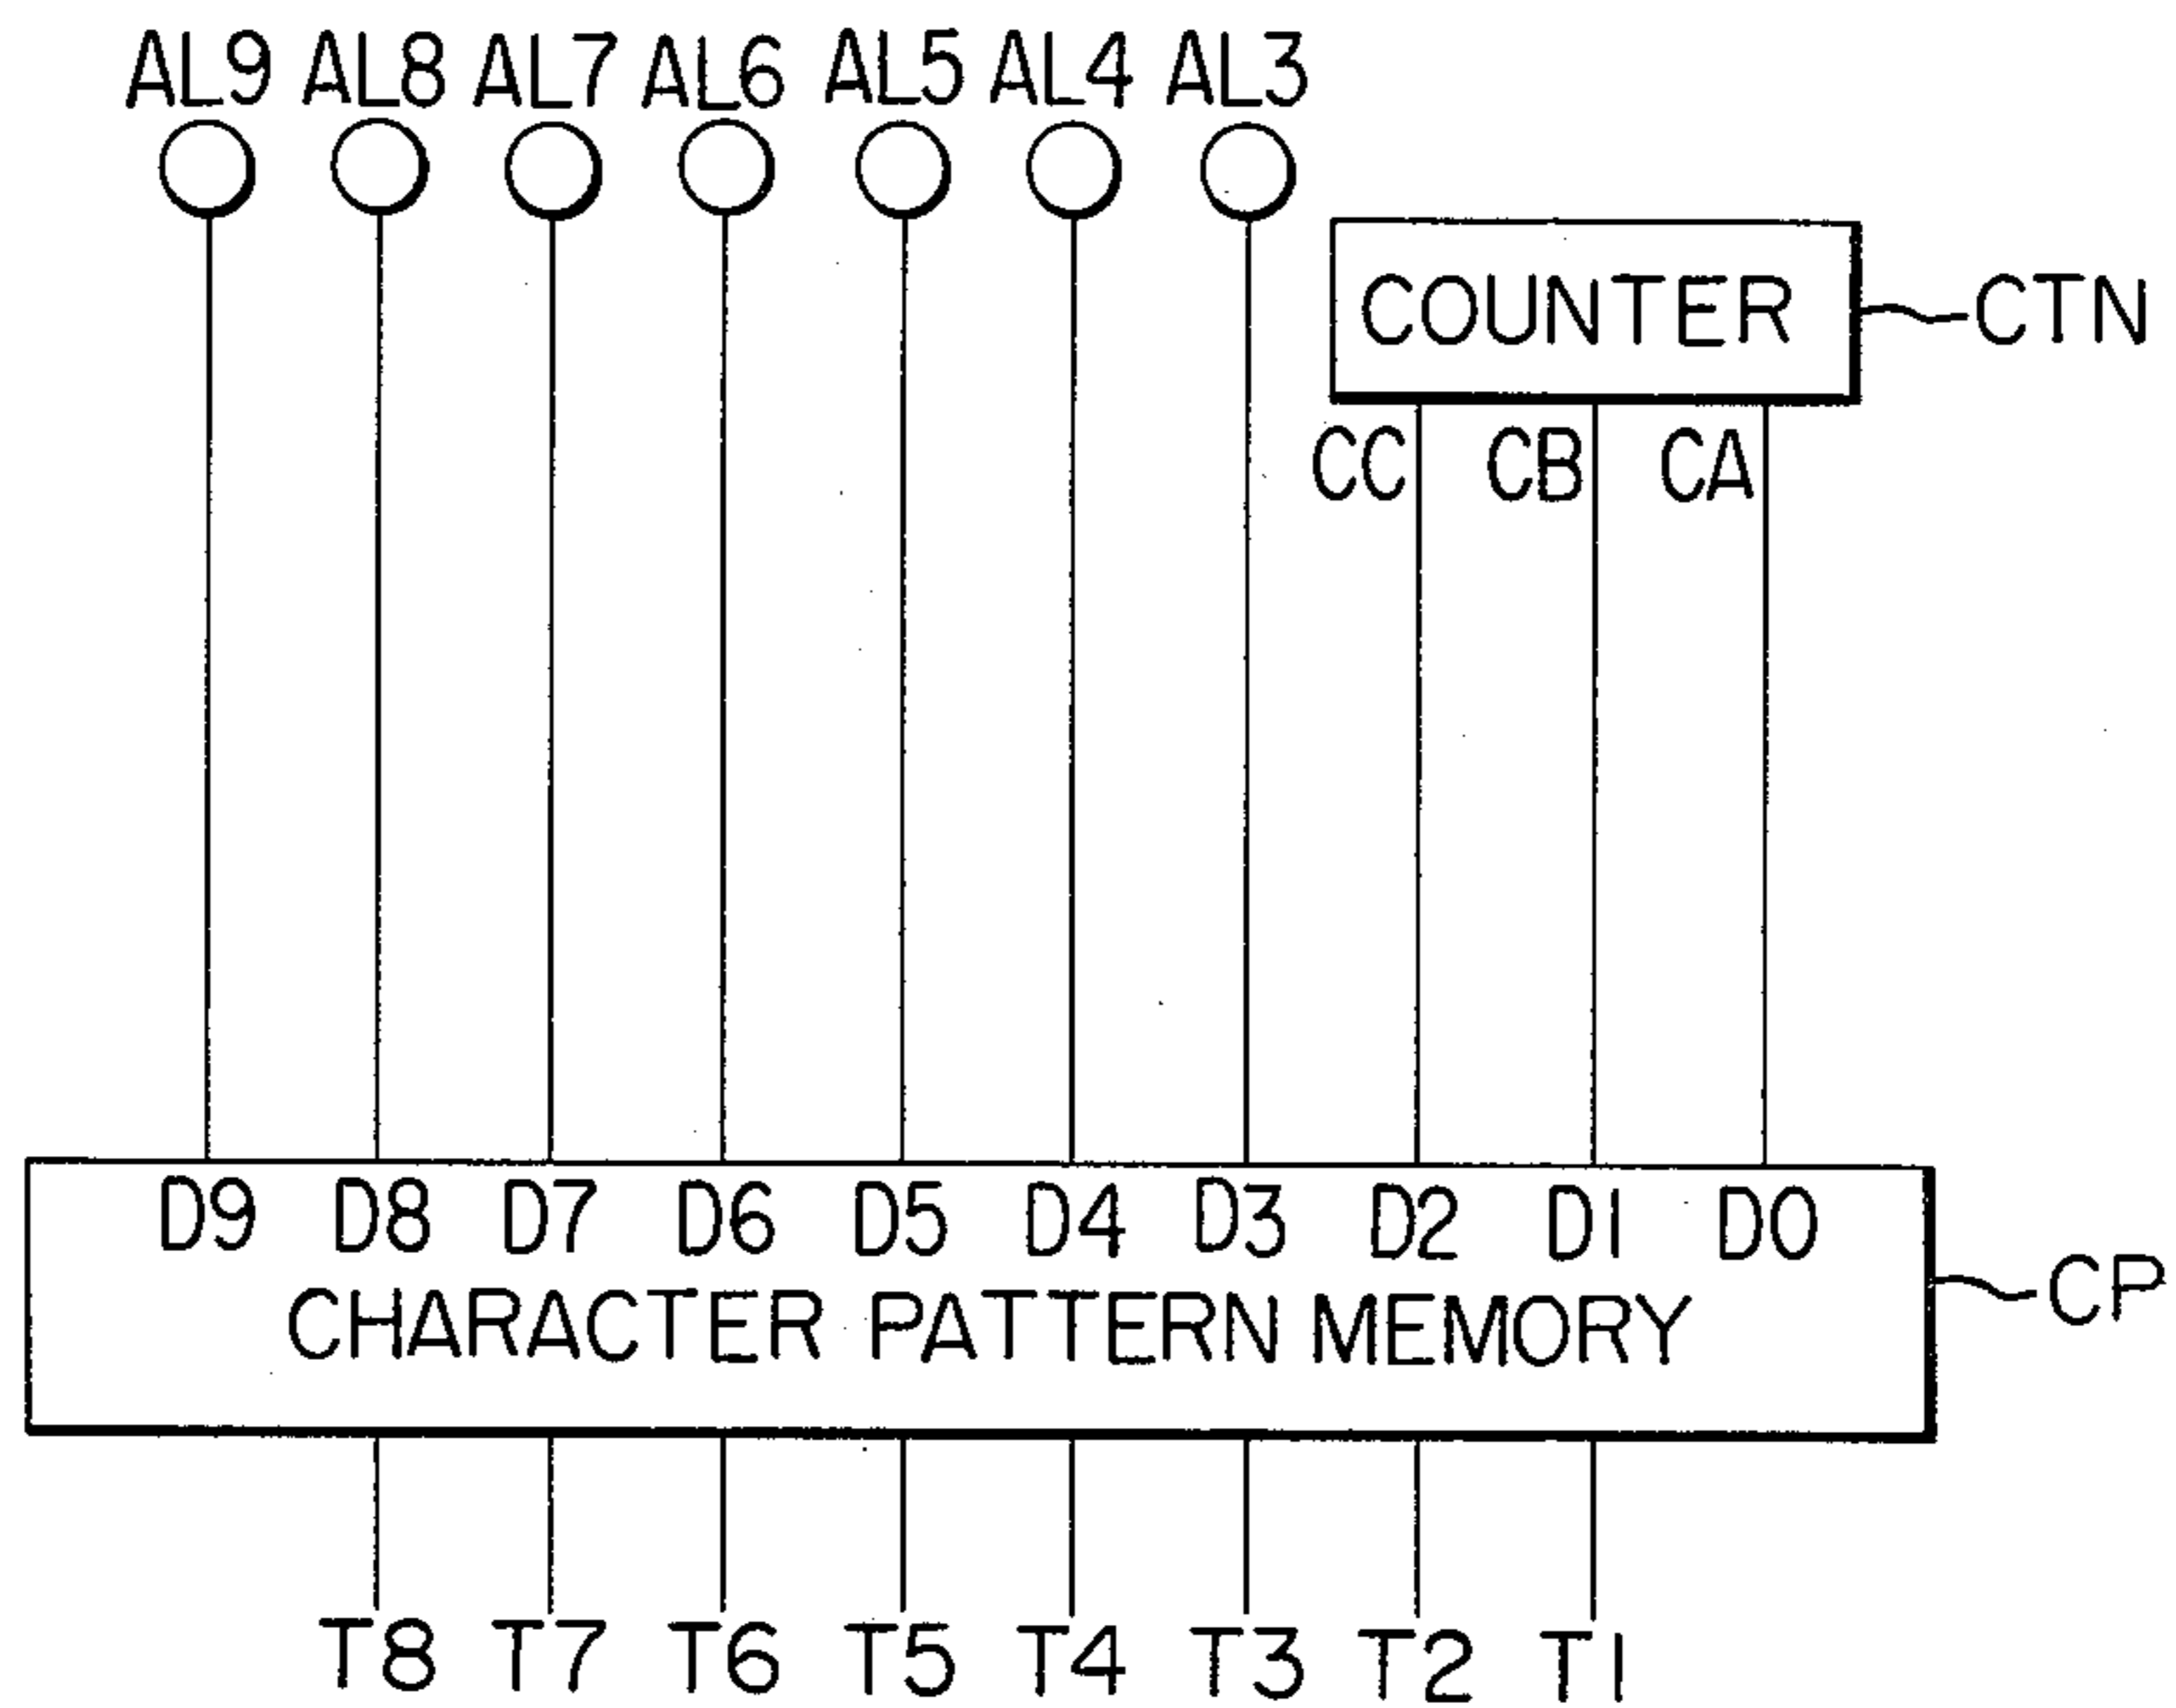 AL9 AL8 AL7 AL6 AL5 AL4 AL3
COUNTER CTN
CC CB CA
D9 D8 D7 D6 D5 D4 D3 D2 D1 D0
CHARACTER PATTERN MEMORY CP
T8 T7 T6 T5 T4 T3 T2 T1